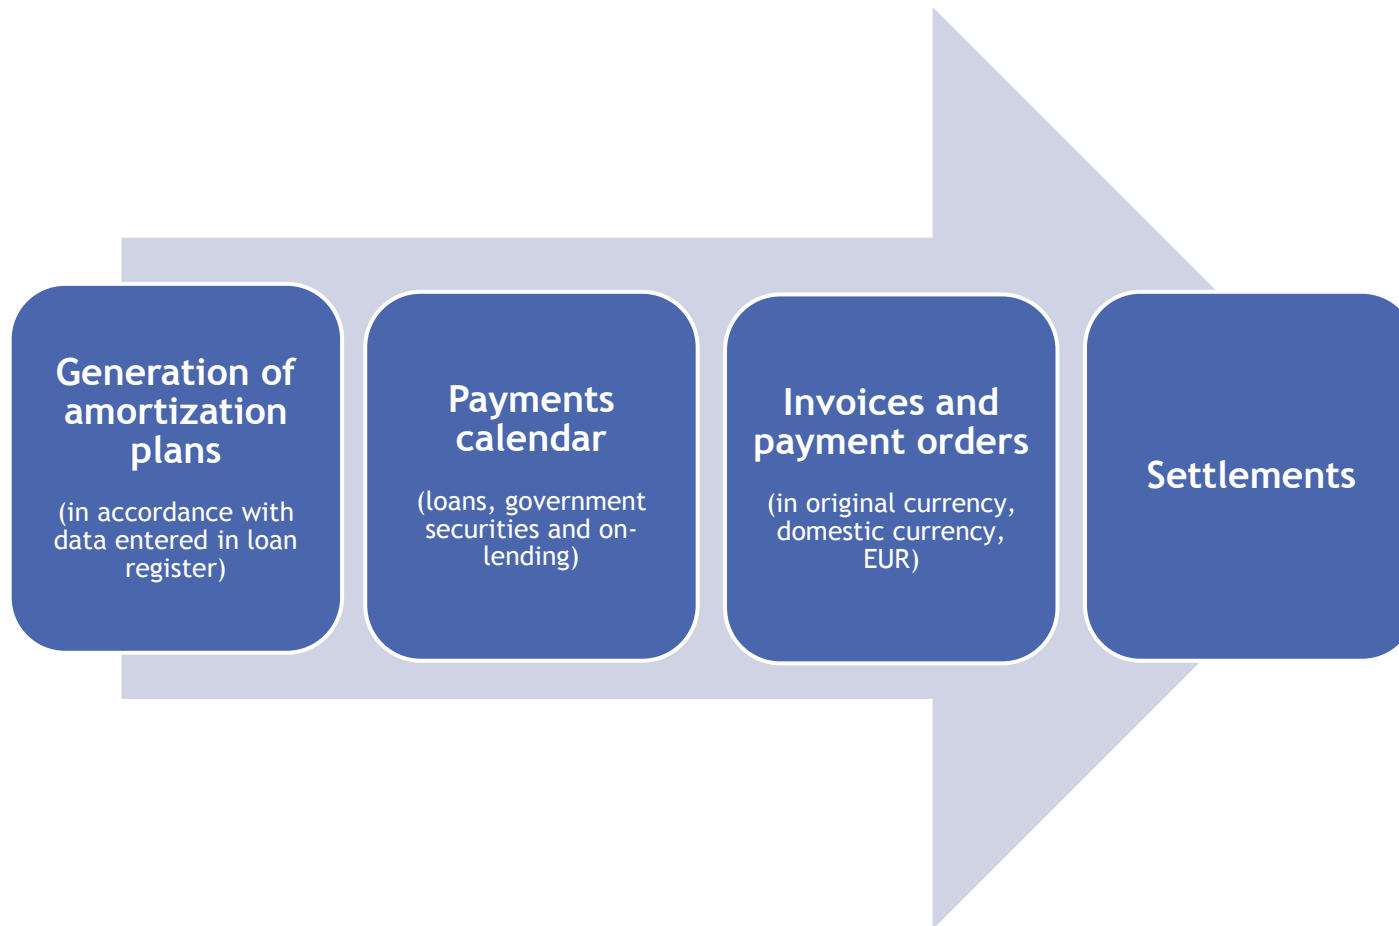 Generation of
amortization
plans
(in accordance with
data entered in loan
register)
Payments
calendar
(loans, government
securities and on-
lending)
Invoices and
payment orders
(in original currency,
domestic currency,
EUR)
Settlements